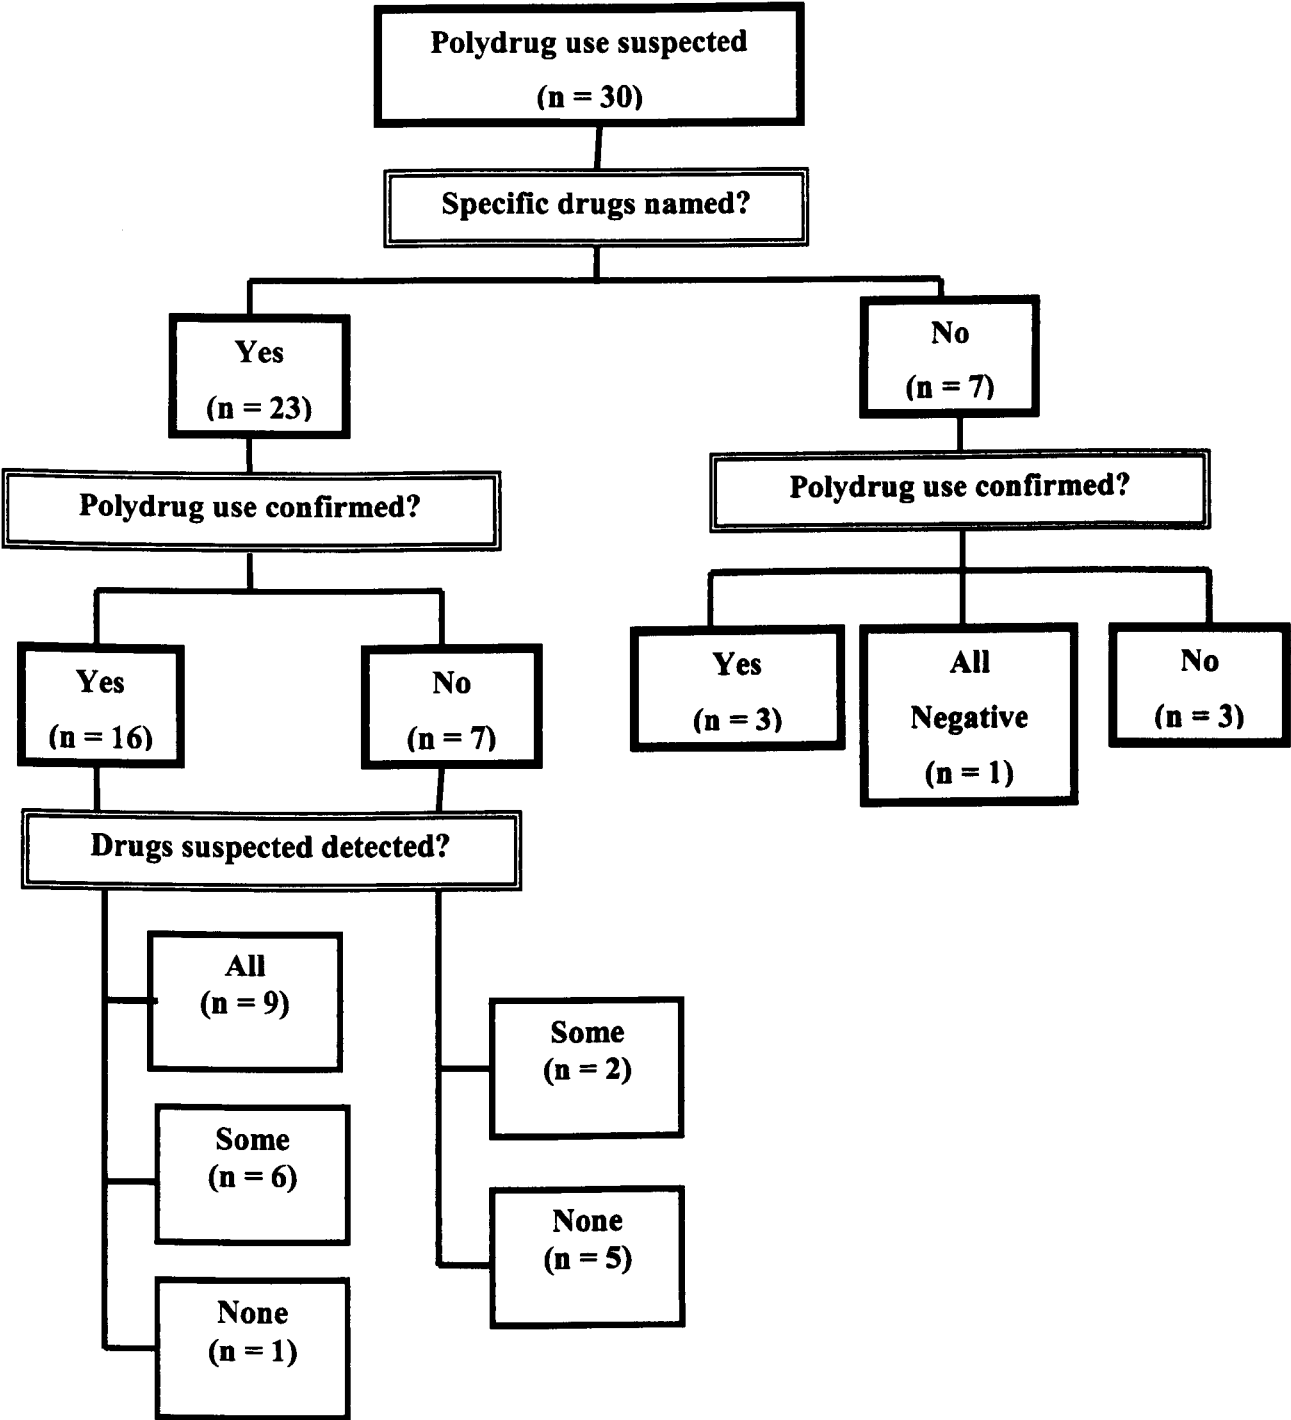 Polydrug use suspected
(n = 30)
Specific drugs named?
Yes
(n = 23)
No
(n = 7)
Polydrug use confirmed?
Polydrug use confirmed?
Yes
(n = 16)
No
(n = 7)
Yes
(n = 3)
All
Negative
(n = 1)
No
(n = 3)
Drugs suspected detected?
All
(n = 9)
Some
(n = 6)
None
(n = 1)
Some
(n = 2)
None
(n = 5)